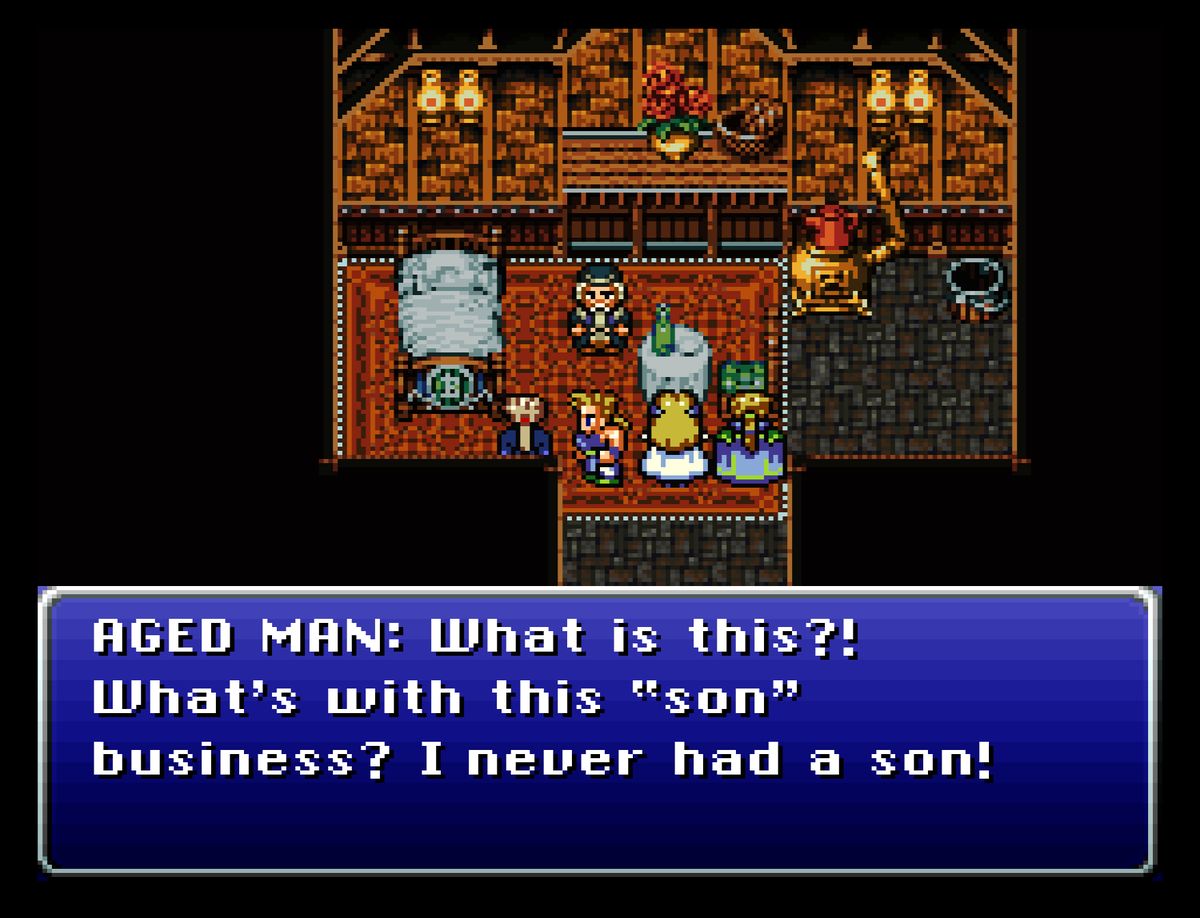 AGED MAN: What is this?!
What's with this "son"
business? I never had a son!